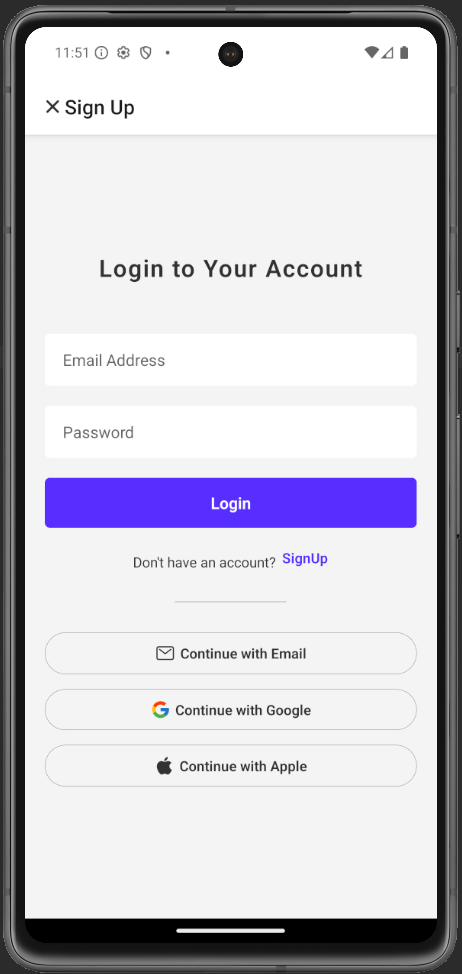 11:51
Sign Up
Login to Your Account
Email Address
Password
Login
Don't have an account? SignUp
Continue with Email
Continue with Google
Continue with Apple